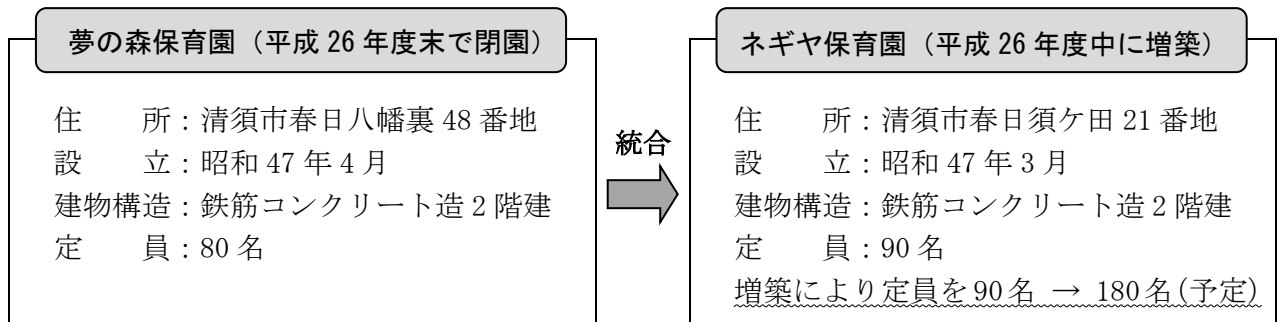 夢の森保育園（平成 26 年度末で閉園）
住　　所：清須市春日八幡裏 48 番地
設　　立：昭和 47 年 4 月
建物構造：鉄筋コンクリート造 2 階建
定　　員：80 名
統合
ネギヤ保育園（平成 26 年度中に増築）
住　　所：清須市春日須ケ田 21 番地
設　　立：昭和 47 年 3 月
建物構造：鉄筋コンクリート造 2 階建
定　　員：90 名
増築により定員を 90 名 → 180 名(予定)